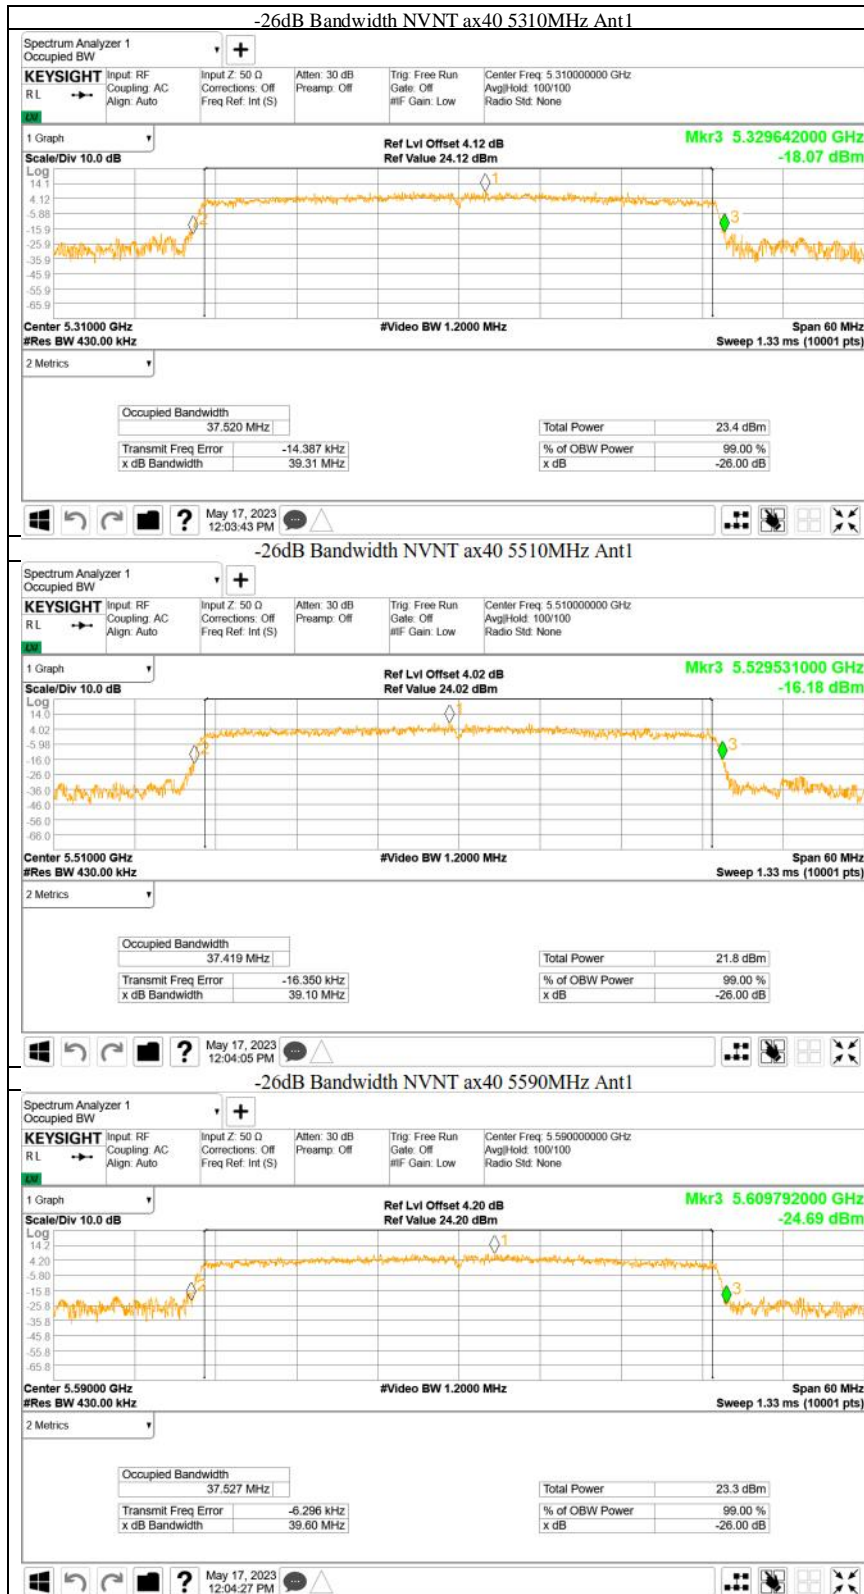 -26dB Bandwidth NVNT ax40 5310MHz Ant1
Spectrum Analyzer 1
Occupied BW
KEYSIGHT Input: RF Input Z: 50 Ω Atten: 30 dB Trig: Free Run Center Freq: 5.310000000 GHz
RL Coupling: AC Corrections: Off Preamp: Off Gate: Off Avg|Hold: 100/100
Align: Auto Freq Ref: Int (S) #IF Gain: Low Radio Std: None
1 Graph Ref Lvl Offset 4.12 dB Mkr3 5.329642000 GHz
Scale/Div 10.0 dB Ref Value 24.12 dBm -18.07 dBm
Log
14.1
4.12
-5.88
-15.9
-25.9
-35.9
-45.9
-55.9
-65.9
1
2
3
Center 5.31000 GHz #Video BW 1.2000 MHz Span 60 MHz
#Res BW 430.00 kHz Sweep 1.33 ms (10001 pts)
2 Metrics
Occupied Bandwidth
37.520 MHz Total Power 23.4 dBm
Transmit Freq Error -14.387 kHz % of OBW Power 99.00 %
x dB Bandwidth 39.31 MHz x dB -26.00 dB
? May 17, 2023
12:03:43 PM
-26dB Bandwidth NVNT ax40 5510MHz Ant1
Spectrum Analyzer 1
Occupied BW
KEYSIGHT Input: RF Input Z: 50 Ω Atten: 30 dB Trig: Free Run Center Freq: 5.510000000 GHz
RL Coupling: AC Corrections: Off Preamp: Off Gate: Off Avg|Hold: 100/100
Align: Auto Freq Ref: Int (S) #IF Gain: Low Radio Std: None
1 Graph Ref Lvl Offset 4.02 dB Mkr3 5.529531000 GHz
Scale/Div 10.0 dB Ref Value 24.02 dBm -16.18 dBm
Log
14.0
4.02
-5.98
-16.0
-26.0
-36.0
-46.0
-56.0
-66.0
1
2
3
Center 5.51000 GHz #Video BW 1.2000 MHz Span 60 MHz
#Res BW 430.00 kHz Sweep 1.33 ms (10001 pts)
2 Metrics
Occupied Bandwidth
37.419 MHz Total Power 21.8 dBm
Transmit Freq Error -16.350 kHz % of OBW Power 99.00 %
x dB Bandwidth 39.10 MHz x dB -26.00 dB
? May 17, 2023
12:04:05 PM
-26dB Bandwidth NVNT ax40 5590MHz Ant1
Spectrum Analyzer 1
Occupied BW
KEYSIGHT Input: RF Input Z: 50 Ω Atten: 30 dB Trig: Free Run Center Freq: 5.590000000 GHz
RL Coupling: AC Corrections: Off Preamp: Off Gate: Off Avg|Hold: 100/100
Align: Auto Freq Ref: Int (S) #IF Gain: Low Radio Std: None
1 Graph Ref Lvl Offset 4.20 dB Mkr3 5.609792000 GHz
Scale/Div 10.0 dB Ref Value 24.20 dBm -24.69 dBm
Log
14.2
4.20
-5.80
-15.8
-25.8
-35.8
-45.8
-55.8
-65.8
1
3
Center 5.59000 GHz #Video BW 1.2000 MHz Span 60 MHz
#Res BW 430.00 kHz Sweep 1.33 ms (10001 pts)
2 Metrics
Occupied Bandwidth
37.527 MHz Total Power 23.3 dBm
Transmit Freq Error -6.296 kHz % of OBW Power 99.00 %
x dB Bandwidth 39.60 MHz x dB -26.00 dB
? May 17, 2023
12:04:27 PM